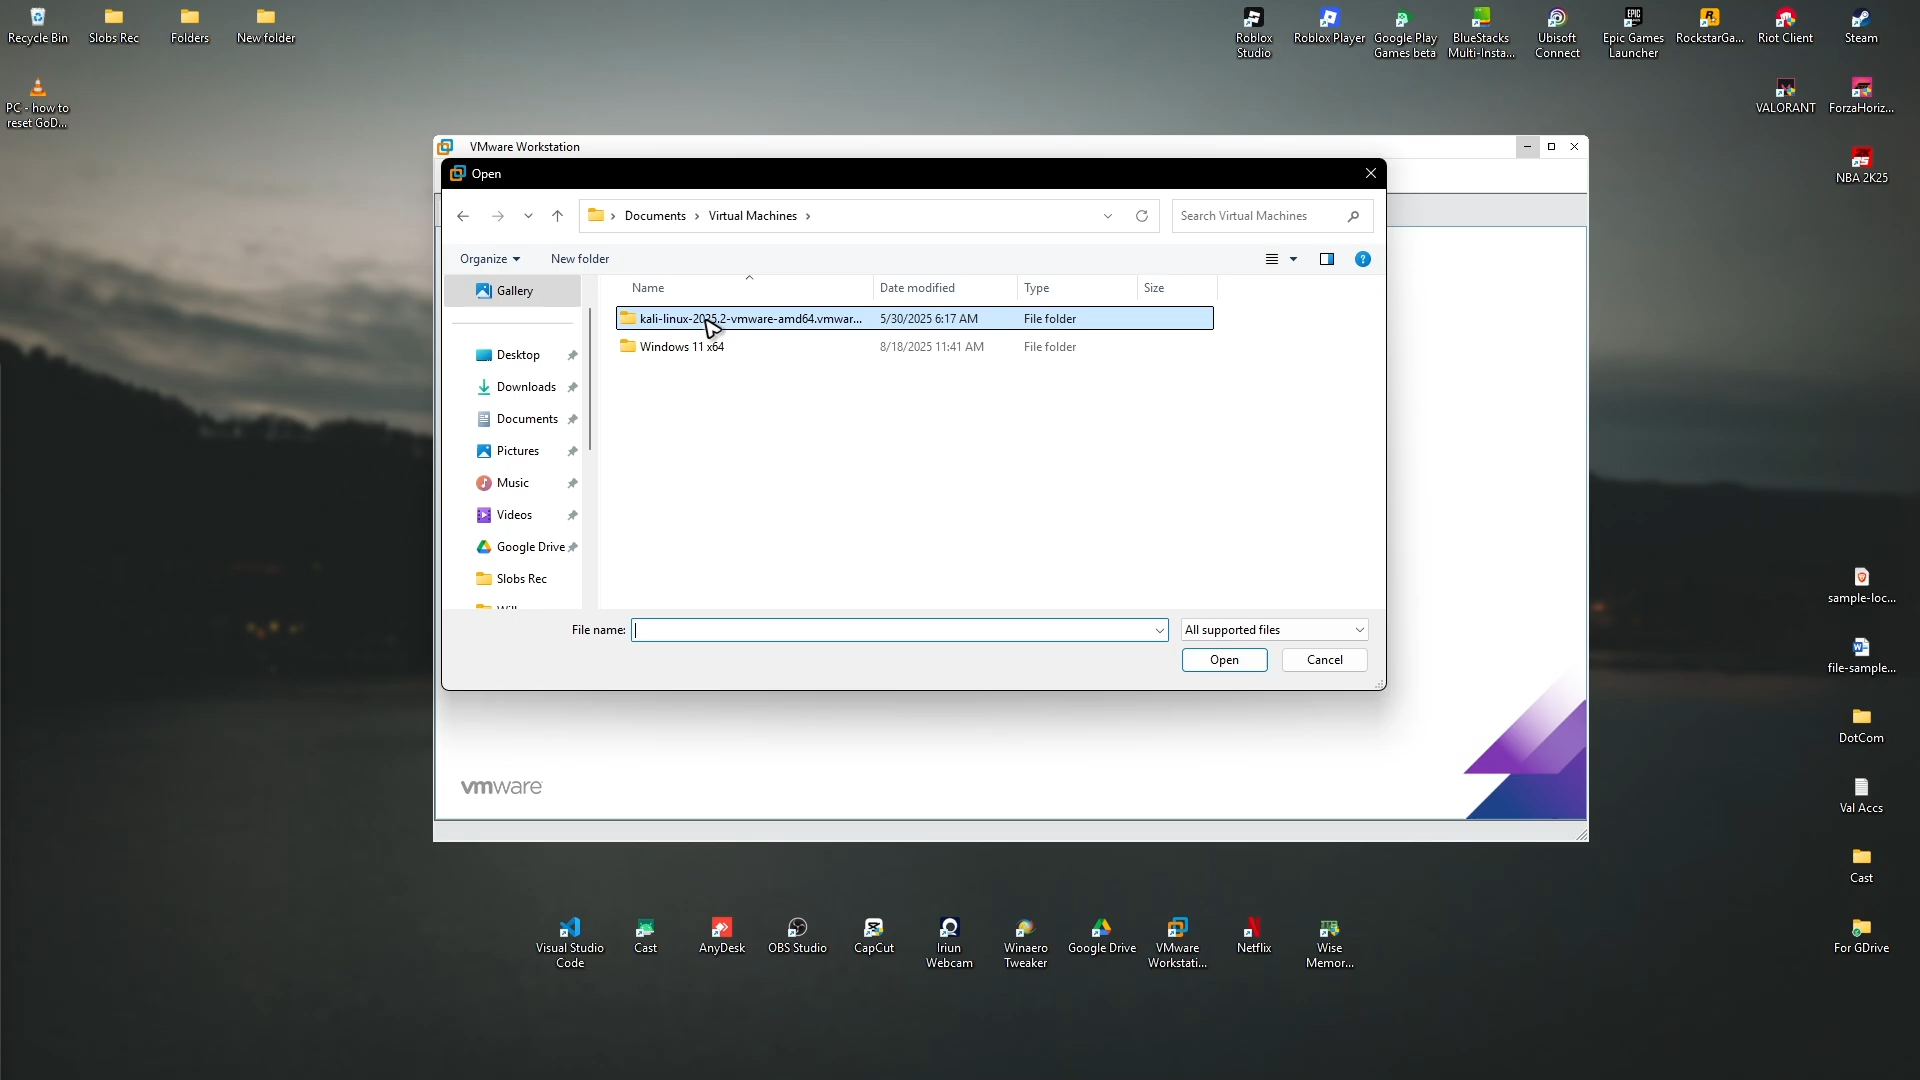 Recycle Bin
Slobs Rec
Folders
New folder
Roblox
Studio
Roblox Player
Google Play
Games beta
BlueStacks
Multi-Insta...
Ubisoft
Connect
Epic Games
Launcher
RockstarGa...
Riot Client
Steam
PC - how to
reset GoD...
VALORANT
ForzaHoriz...
NBA 2K25
VMware Workstation
Open
Documents
Virtual Machines
Search Virtual Machines
Organize
New folder
Name
Date modified
Type
Size
Gallery
kali-linux-2025.2-vmware-amd64.vmwar...
5/30/2025 6:17 AM
File folder
Windows 11 x64
8/18/2025 11:41 AM
File folder
Desktop
Downloads
Documents
Pictures
Music
Videos
Google Drive
Slobs Rec
File name:
All supported files
Open
Cancel
vmware
sample-loc...
file-sample...
DotCom
Val Accs
Cast
For GDrive
Visual Studio
Code
Cast
AnyDesk
OBS Studio
CapCut
Iriun
Webcam
Winaero
Tweaker
Google Drive
VMware
Workstati...
Netflix
Wise
Memor...